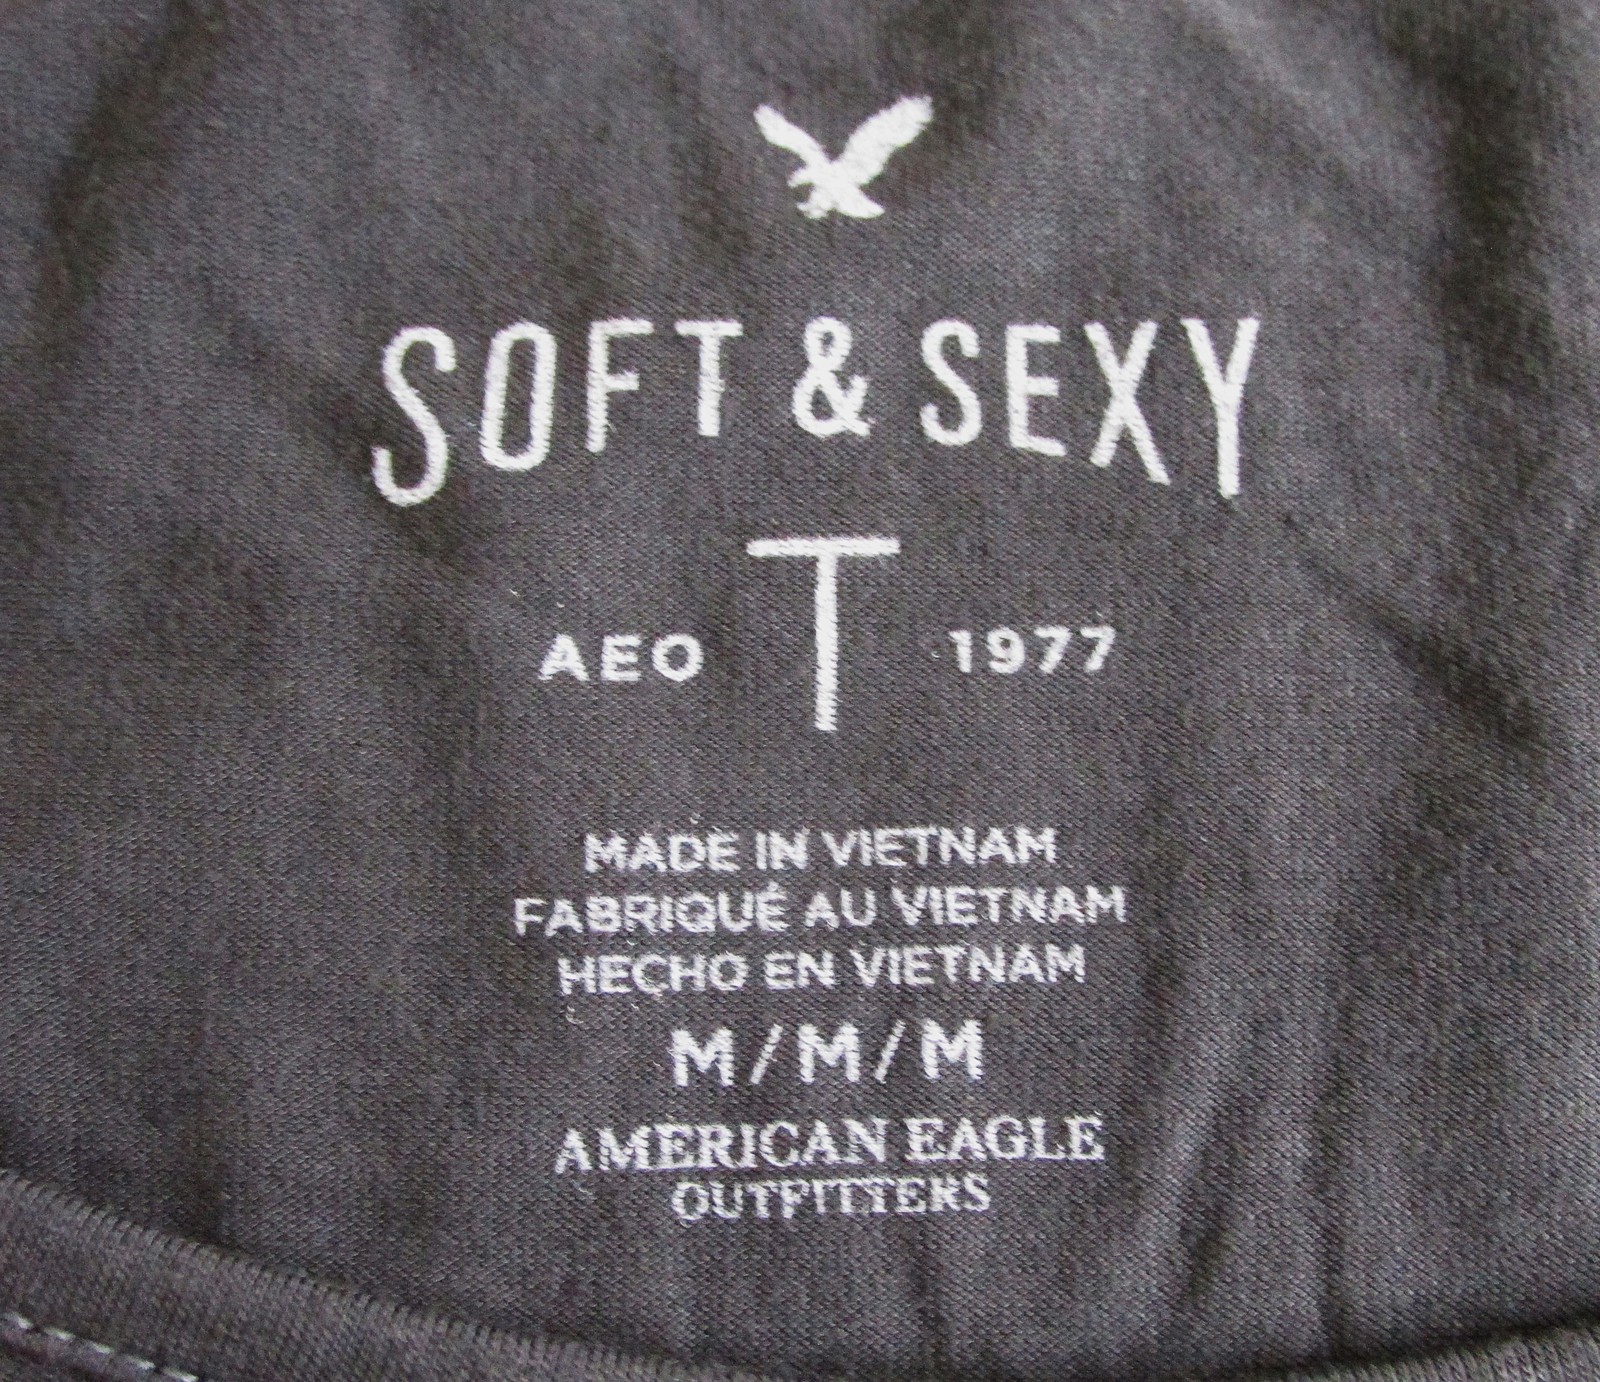 SOFT & SEXY
T
AEO 1977
MADE IN VIETNAM
FABRIQUÉ AU VIETNAM
HECHO EN VIETNAM
M/M/M
AMERICAN EAGLE
OUTFITTERS